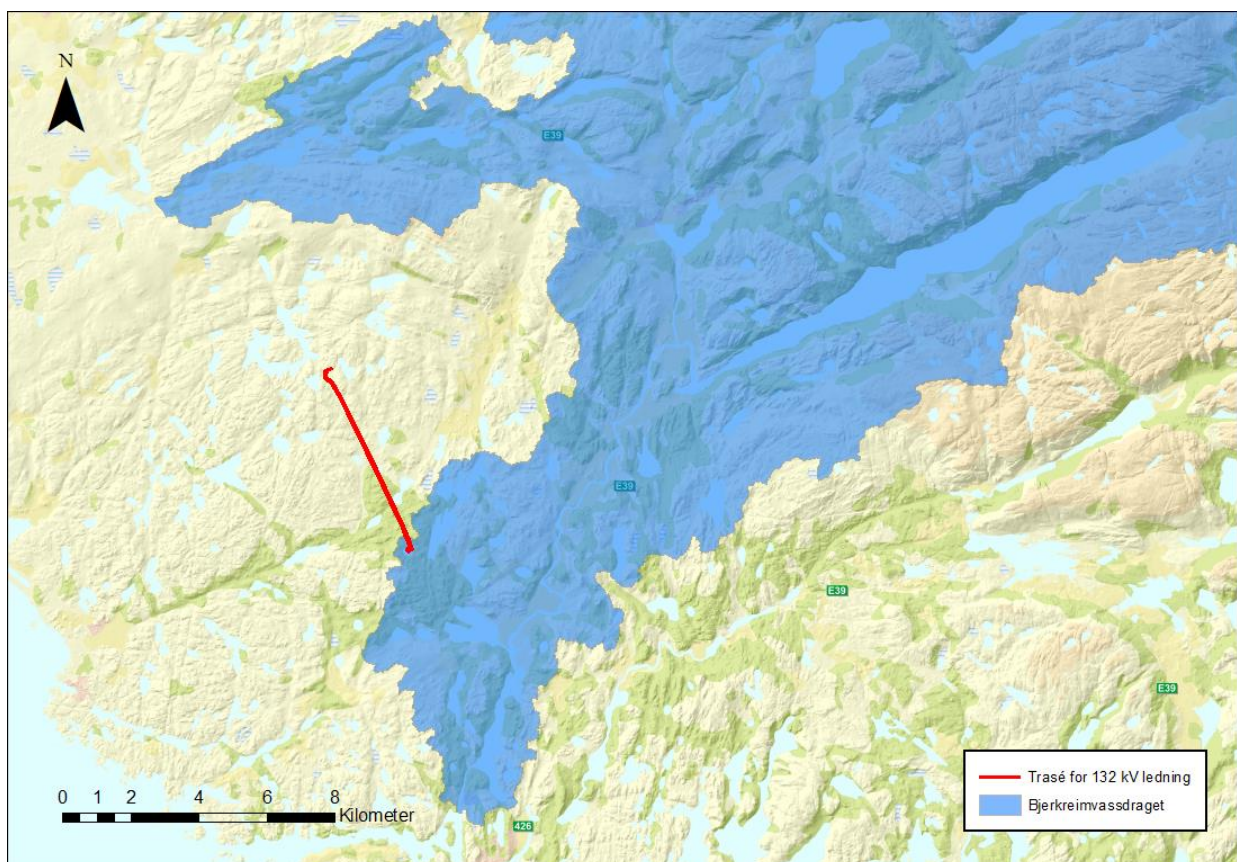 N
E39
E39
E39
E39
426
0 1 2 4 6 8
Kilometer
Trasé for 132 kV ledning
Bjerkreimvassdraget